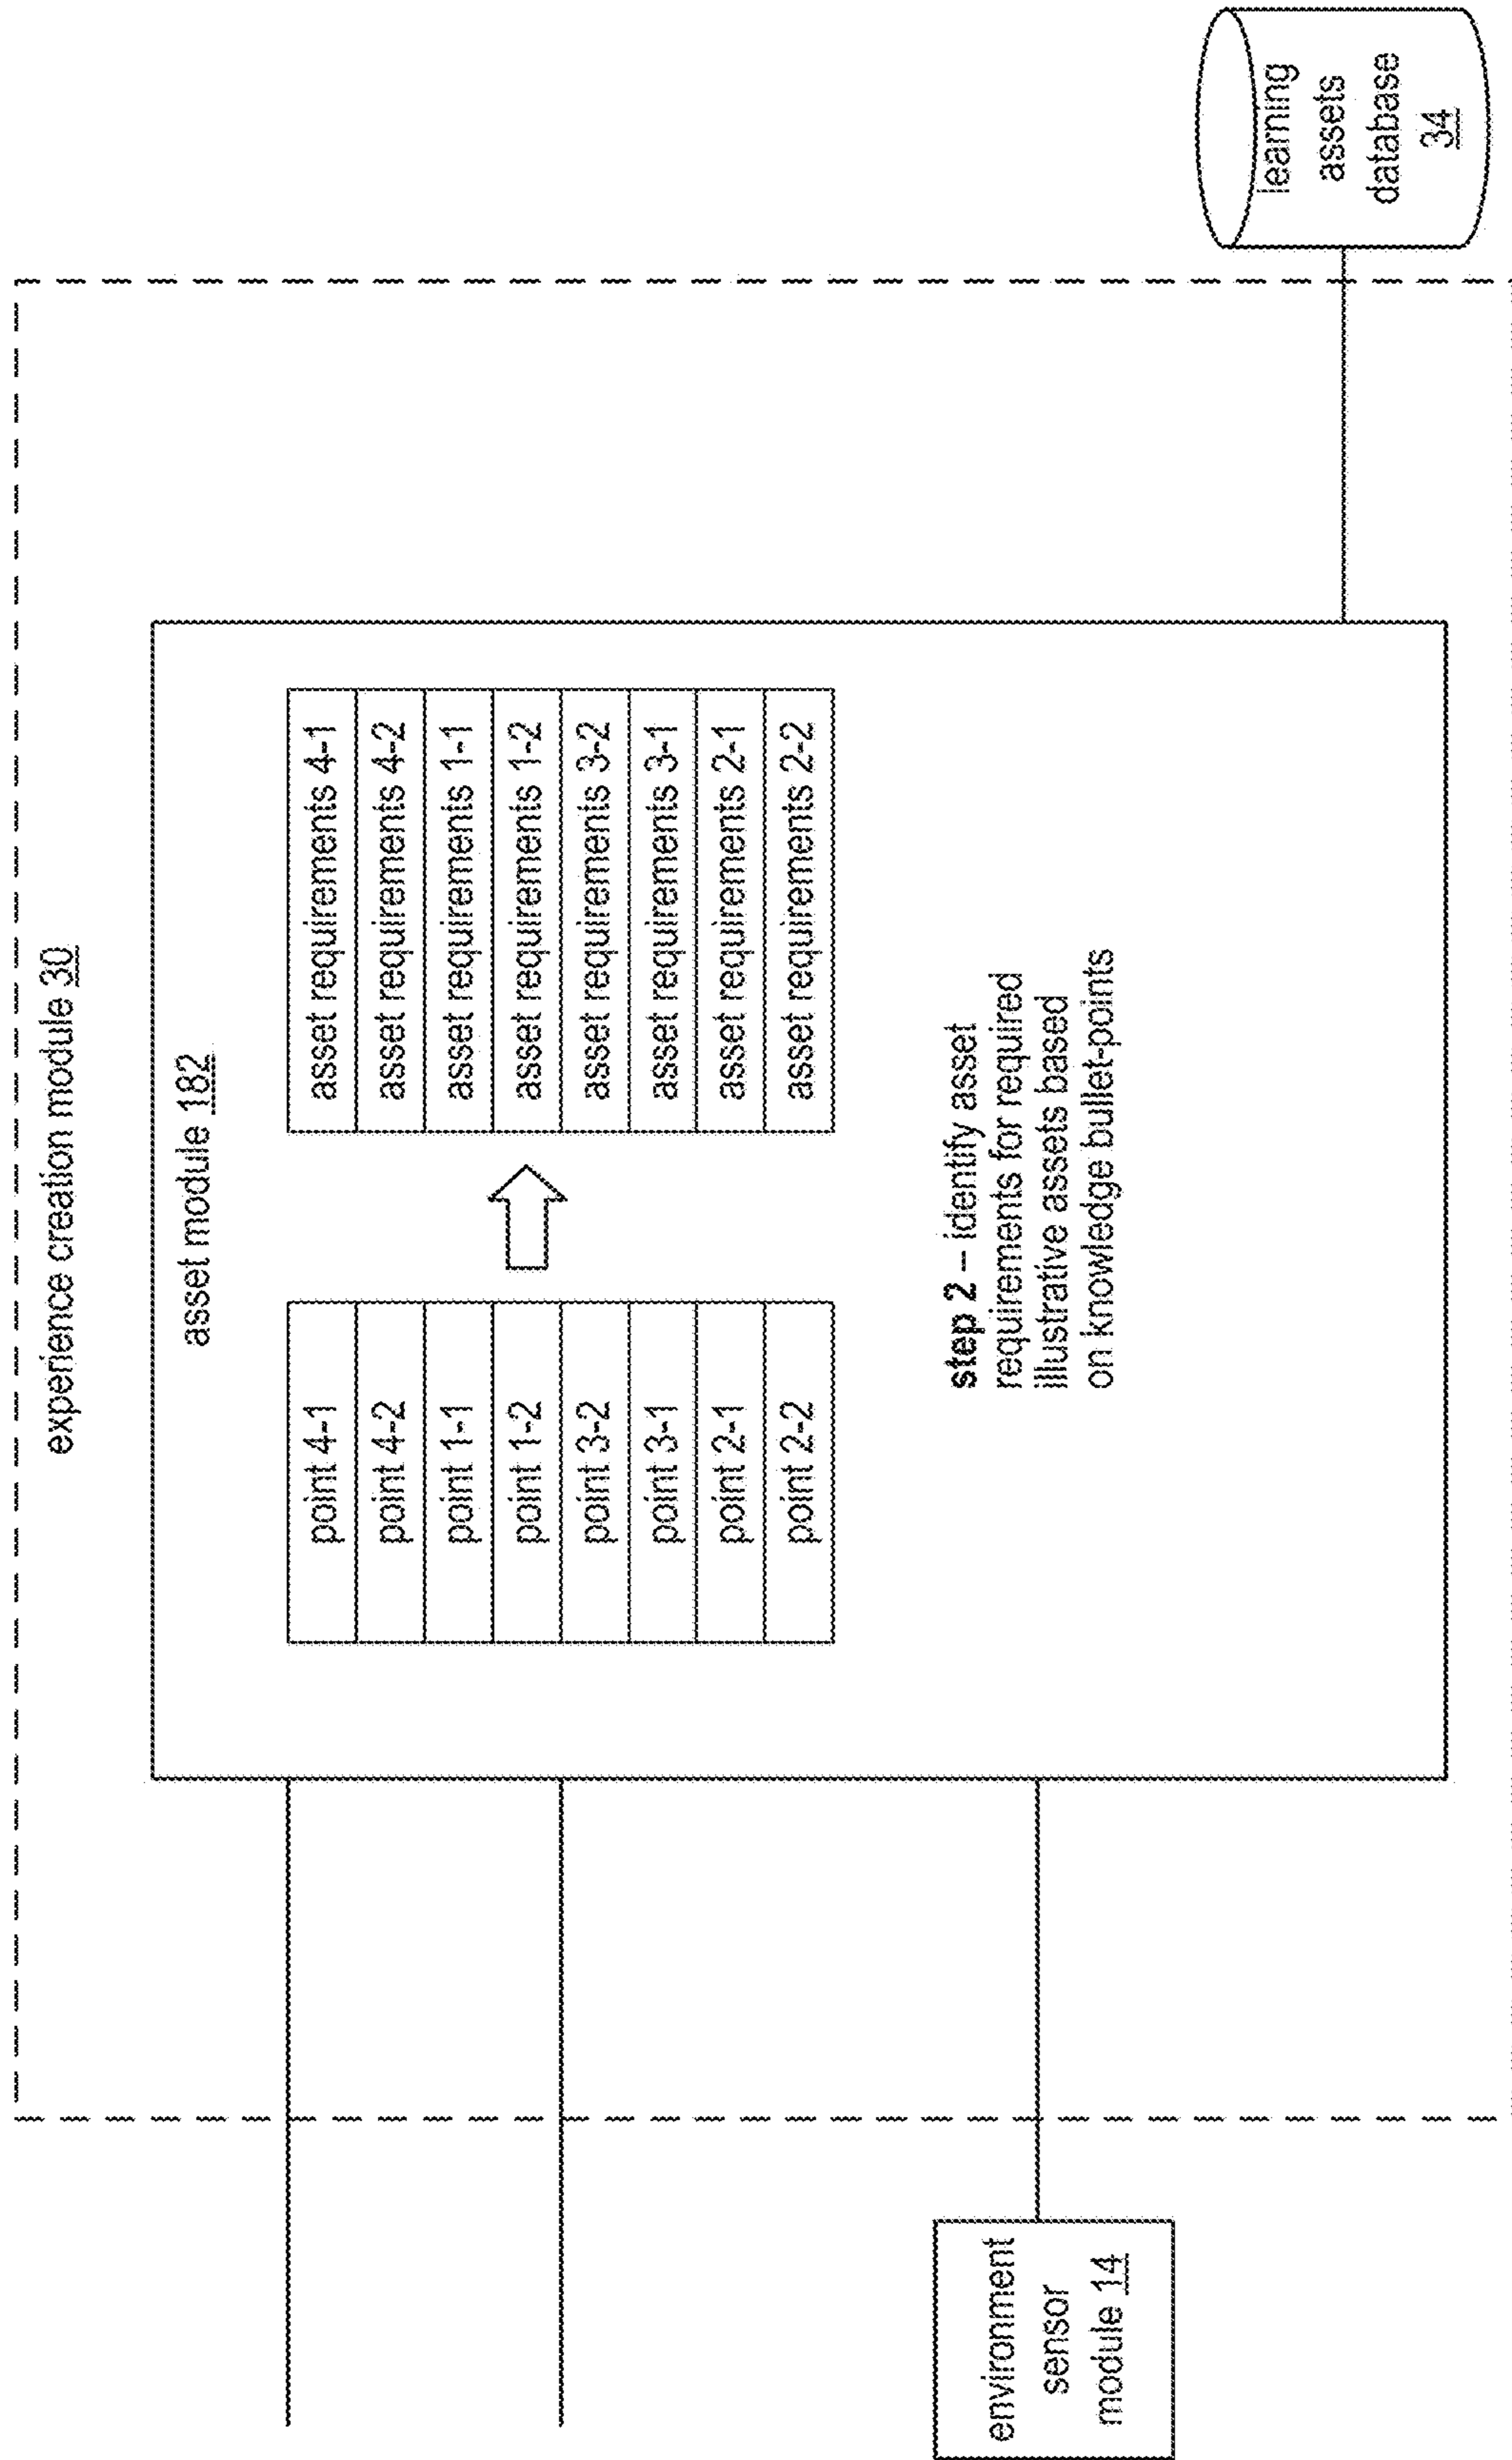 experience creation module 30
asset module 182
point 4-1
point 4-2
point 1-1
point 1-2
point 3-2
point 3-1
point 2-1
point 2-2
asset requirements 4-1
asset requirements 4-2
asset requirements 1-1
asset requirements 1-2
asset requirements 3-2
asset requirements 3-1
asset requirements 2-1
asset requirements 2-2
step 2 – identify asset
requirements for required
illustrative assets based
on knowledge bullet-points
environment
sensor
module 14
learning
assets
database
34